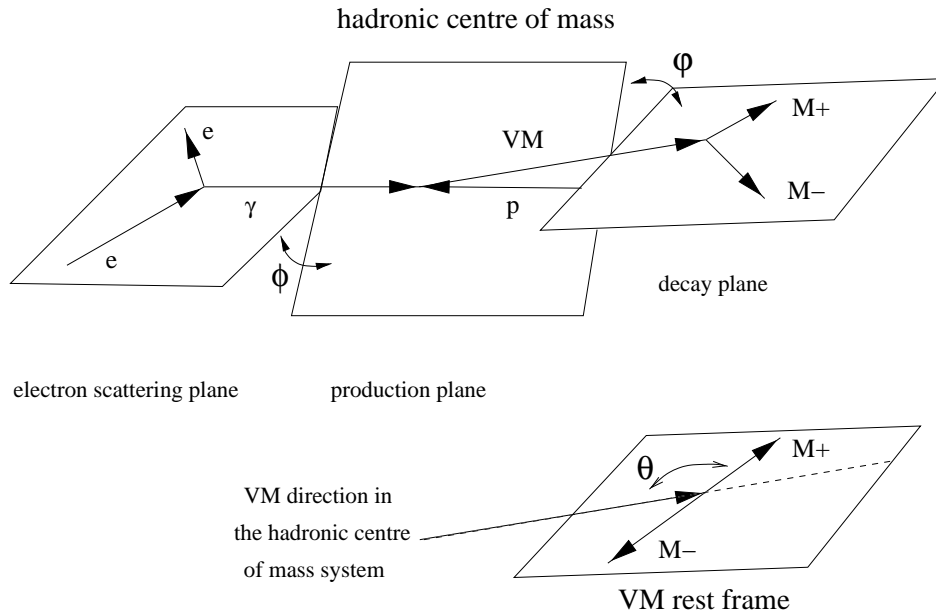 hadronic centre of mass
φ
e
VM
M+
M−
γ
p
e
ϕ
decay plane
electron scattering plane
production plane
θ
M+
VM direction in
the hadronic centre
of mass system
M−
VM rest frame